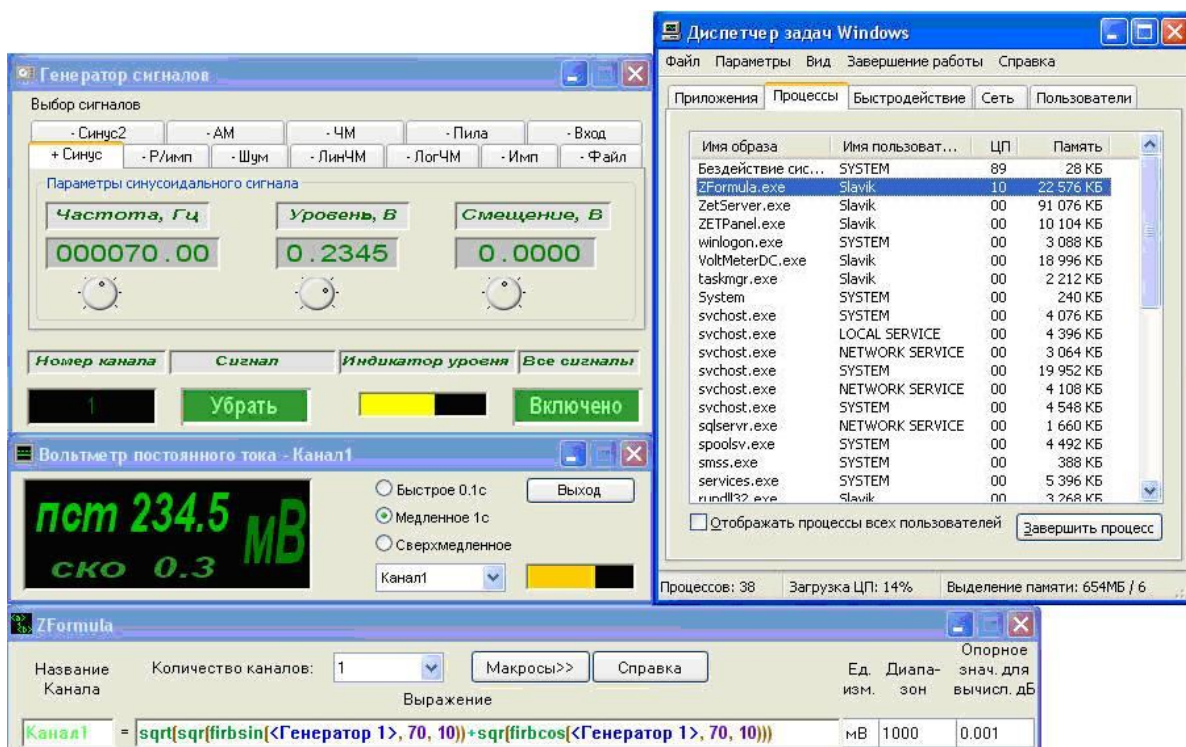 Генератор сигналов
Выбор сигналов
- Синус2 - АМ - ЧМ - Пила - Вход
+ Синус - Р/имп - Шум - ЛинЧМ - ЛогЧМ - Имп - Файл
Параметры синусоидального сигнала
Частота, Гц Уровень, В Смещение, В
000070.00 0.2345 0.0000
Номер канала Сигнал Индикатор уровня Все сигналы
1 Убрать Включено
Вольтметр постоянного тока - Канал1
пст 234.5 мВ
ско 0.3
Быстрое 0.1с
Медленное 1с
Сверхмедленное
Выход
Канал1
Диспетчер задач Windows
Файл Параметры Вид Завершение работы Справка
Приложения Процессы Быстродействие Сеть Пользователи
Имя образа Имя пользоват... ЦП Память
Бездействие сис... SYSTEM 89 28 КБ
ZFormula.exe Slavik 10 22 576 КБ
ZetServer.exe Slavik 00 91 076 КБ
ZETPanel.exe Slavik 00 10 104 КБ
winlogon.exe SYSTEM 00 3 088 КБ
VoltMeterDC.exe Slavik 00 18 996 КБ
taskmgr.exe Slavik 00 2 212 КБ
System SYSTEM 00 240 КБ
svchost.exe SYSTEM 00 4 076 КБ
svchost.exe LOCAL SERVICE 00 4 396 КБ
svchost.exe NETWORK SERVICE 00 3 064 КБ
svchost.exe SYSTEM 00 19 952 КБ
svchost.exe NETWORK SERVICE 00 4 108 КБ
svchost.exe SYSTEM 00 4 548 КБ
sqlservr.exe NETWORK SERVICE 00 1 660 КБ
spoolsv.exe SYSTEM 00 4 492 КБ
smss.exe SYSTEM 00 388 КБ
services.exe SYSTEM 00 5 396 КБ
rundll32.exe Slavik 00 3 268 КБ
Отображать процессы всех пользователей Завершить процесс
Процессов: 38 Загрузка ЦП: 14% Выделение памяти: 654МБ / 6
ZFormula
Название Канала
Количество каналов: 1 Макросы>> Справка
Выражение
Ед. изм.
Диапа-зон
Опорное знач. для вычисл. дБ
Канал1 = sqrt(sqr(firbsin(<Генератор 1>, 70, 10))+sqr(firbcos(<Генератор 1>, 70, 10))) мВ 1000 0.001